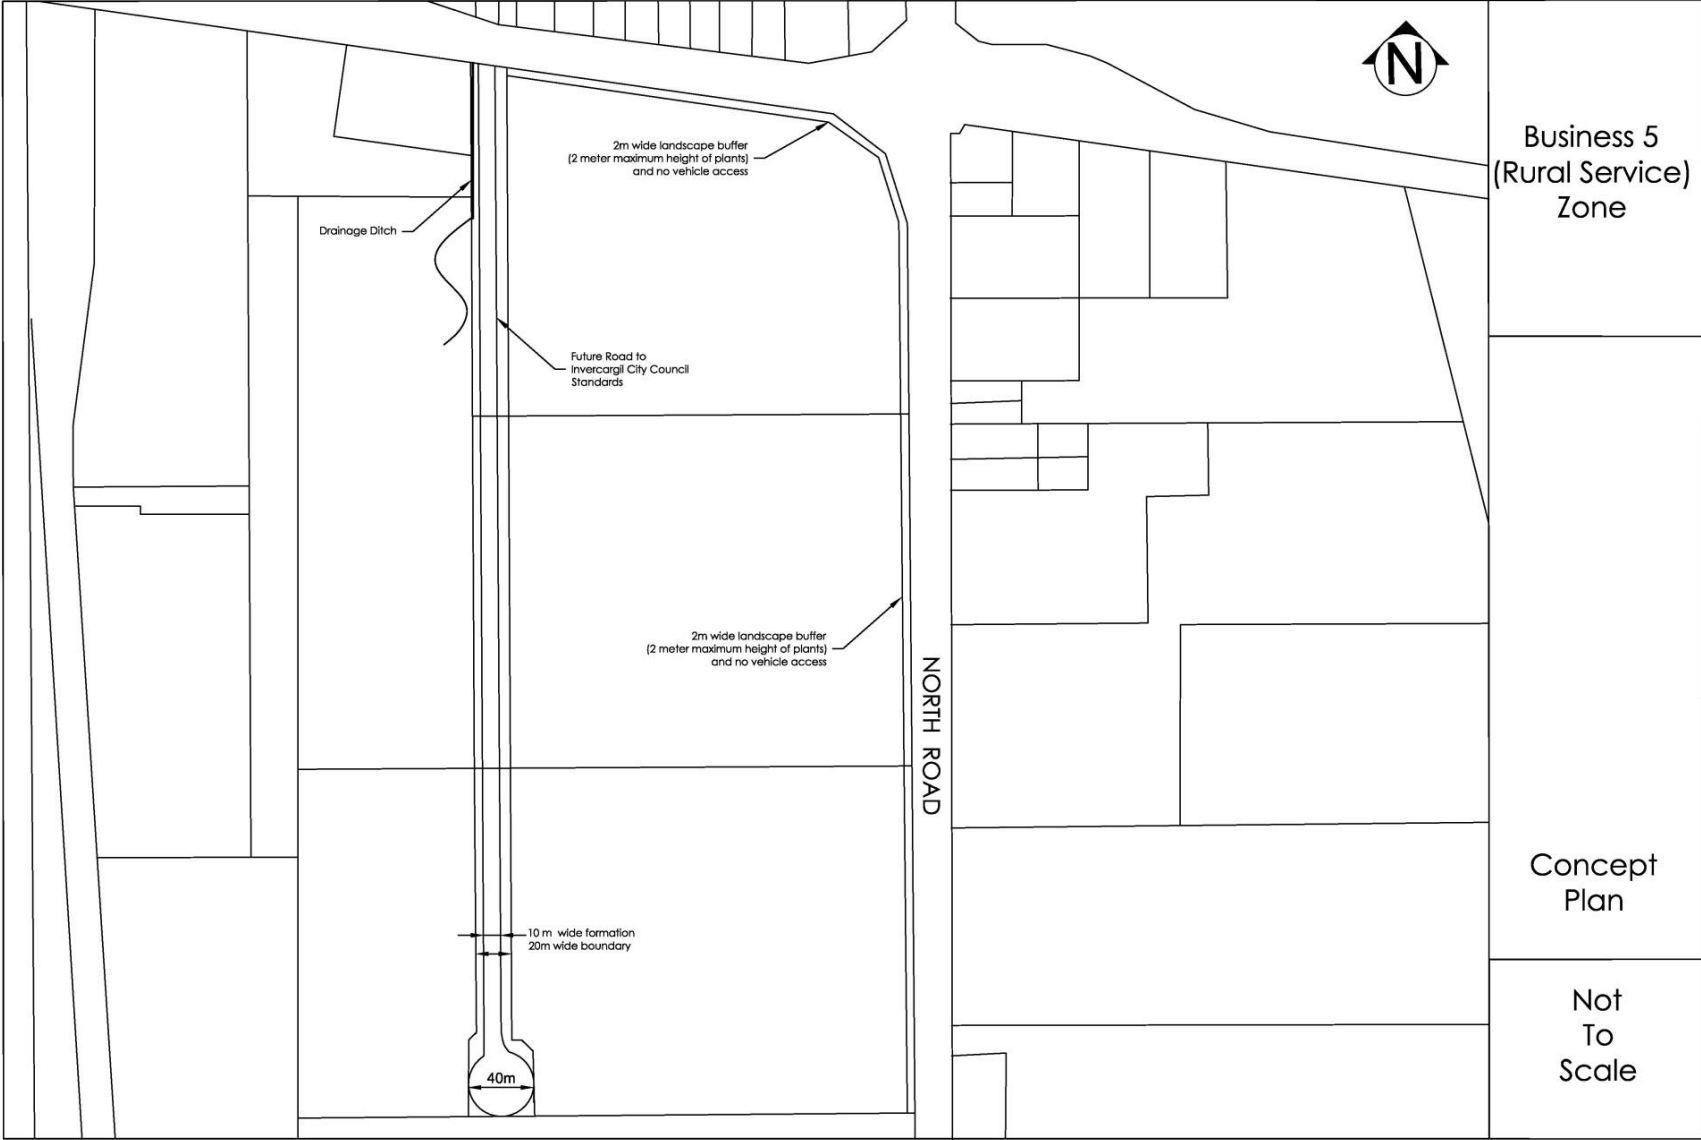 N
Business 5
(Rural Service)
Zone
2m wide landscape buffer
(2 meter maximum height of plants)
and no vehicle access
Drainage Ditch
Future Road to
Invercargil City Council
Standards
2m wide landscape buffer
(2 meter maximum height of plants)
and no vehicle access
NORTH ROAD
Concept
Plan
10 m wide formation
20m wide boundary
Not
To
Scale
40m